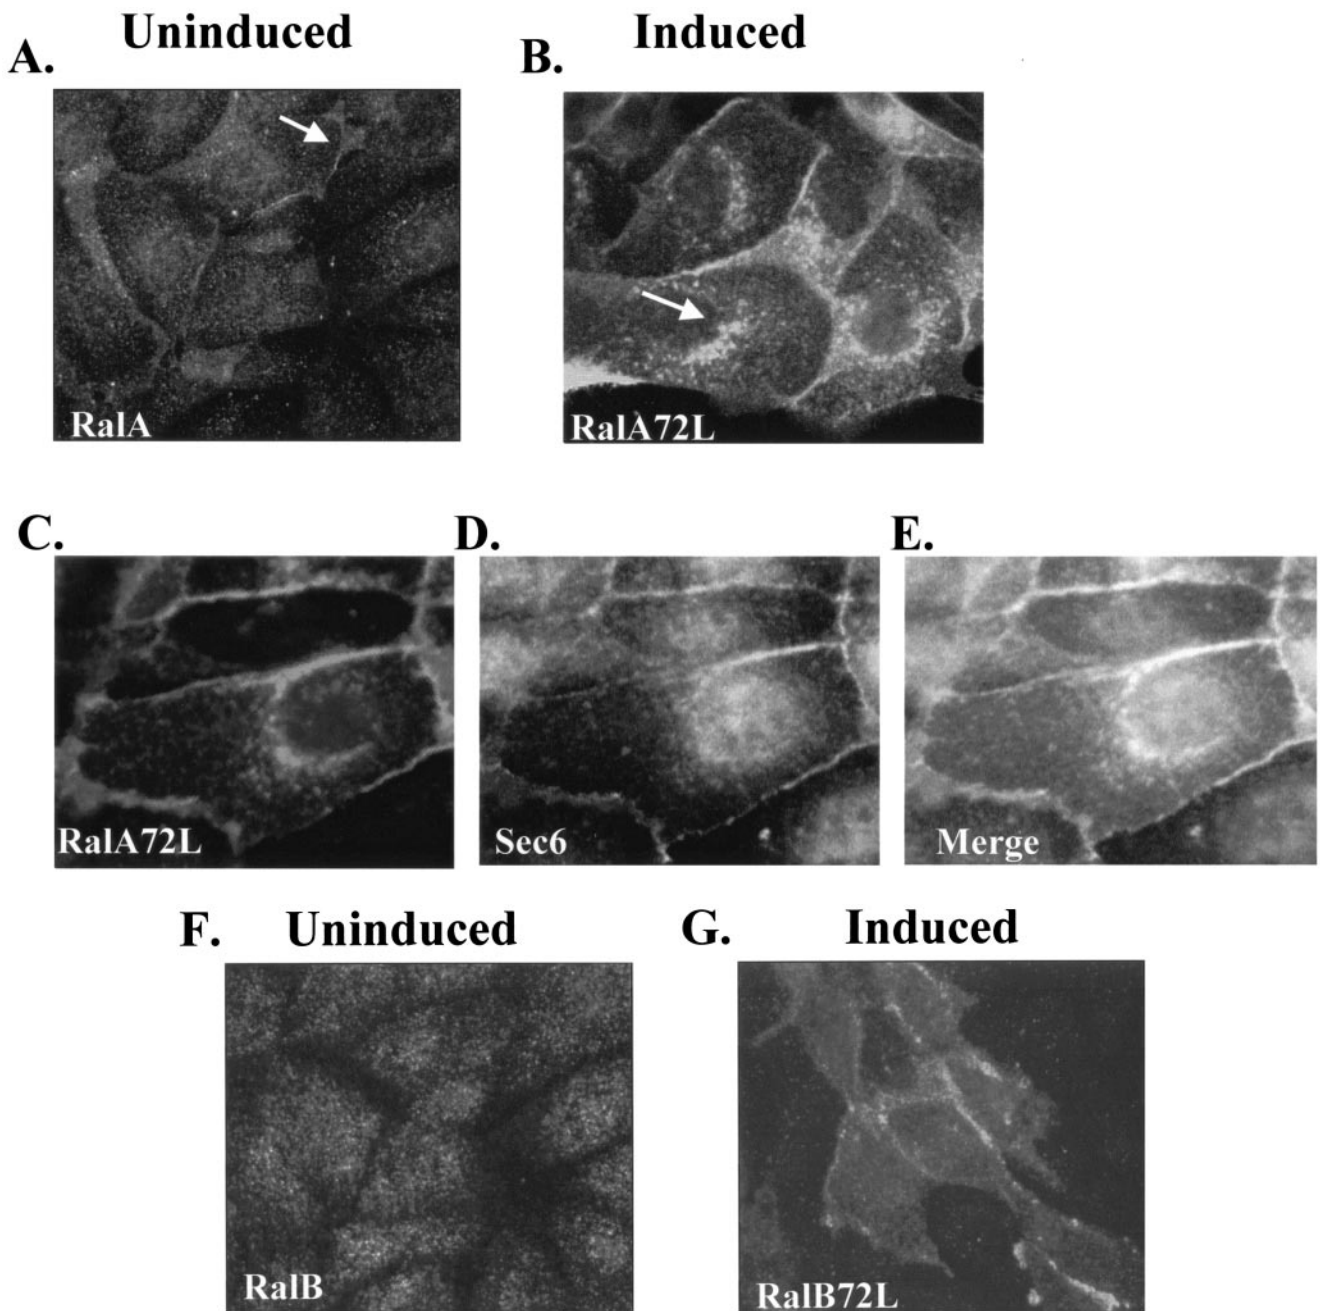 Uninduced
Induced
A.
B.
RalA
RalA72L
C.
D.
E.
RalA72L
Sec6
Merge
F.
Uninduced
G.
Induced
RalB
RalB72L